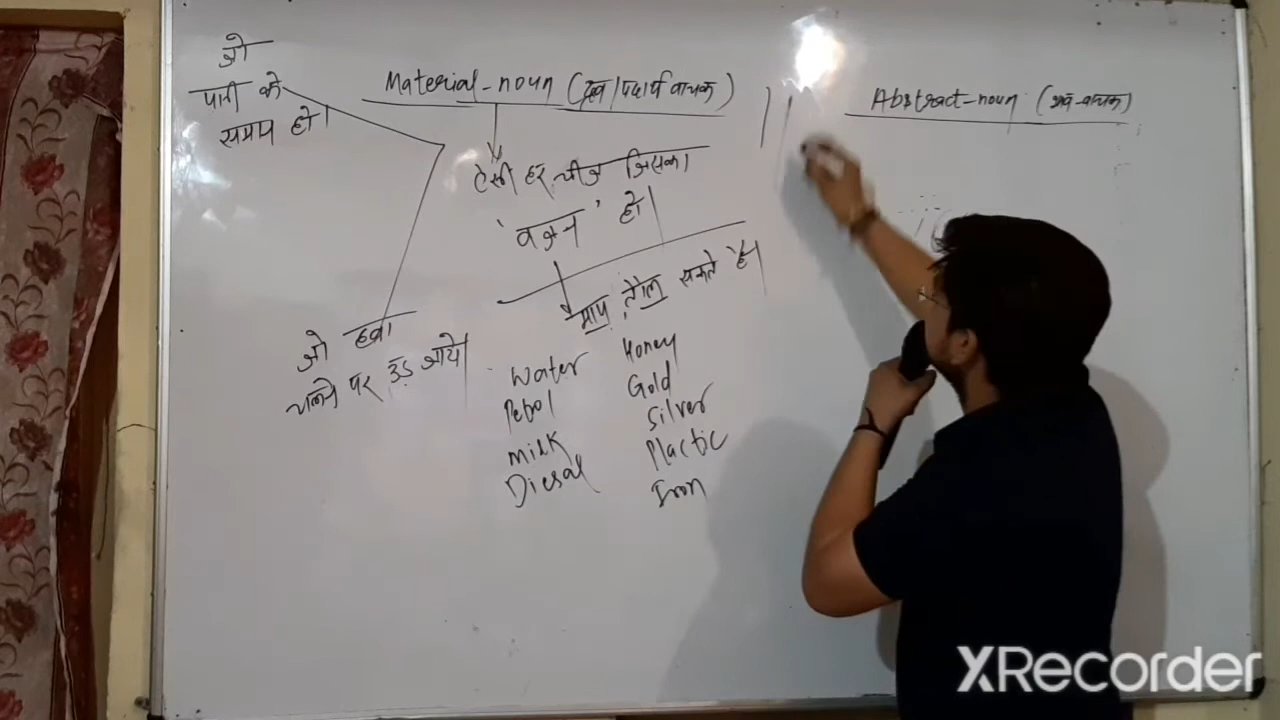 जो
पानी के
समान हो।
Material-noun (द्रव/पदार्थ वाचक)
ऐसी हर चीज जिसका
'वजन' हो।
माप तौल सकते है।
जो हवा
चलने पर उड़ जाये।
Water
Petrol
Milk
Diesal
Honey
Gold
Silver
Plactic
Iron
Abstract-noun (भाव-वाचक)
XRecorder